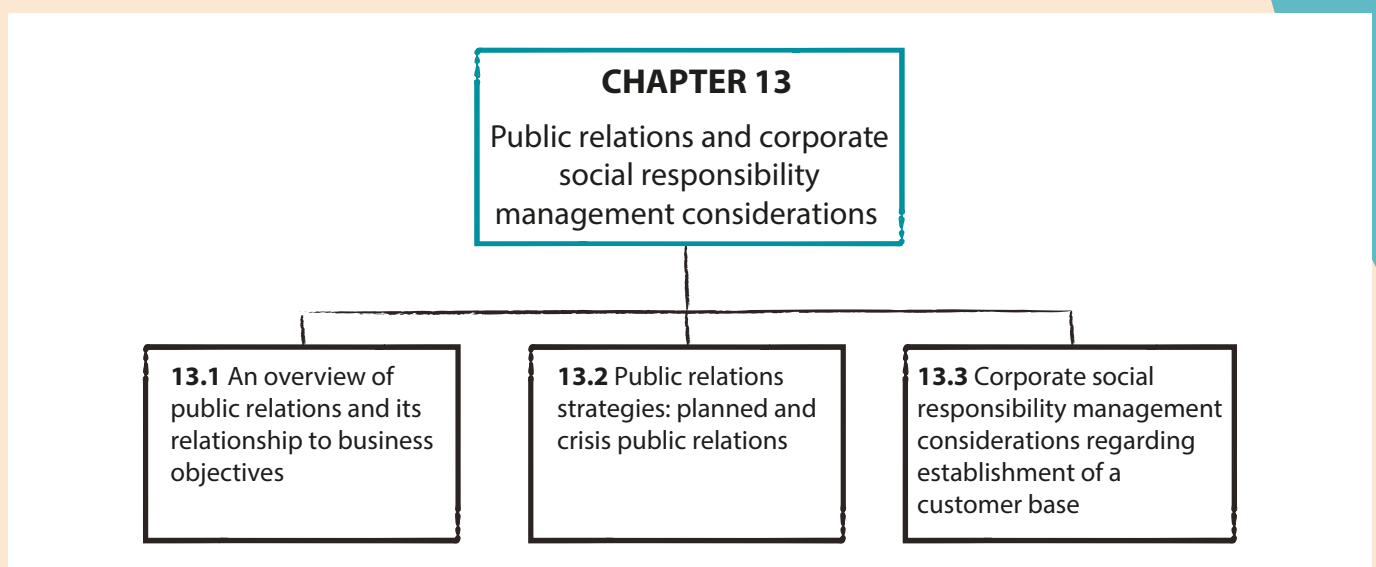 CHAPTER 13
Public relations and corporate
social responsibility
management considerations
13.1 An overview of
public relations and its
relationship to business
objectives
13.2 Public relations
strategies: planned and
crisis public relations
13.3 Corporate social
responsibility management
considerations regarding
establishment of a
customer base